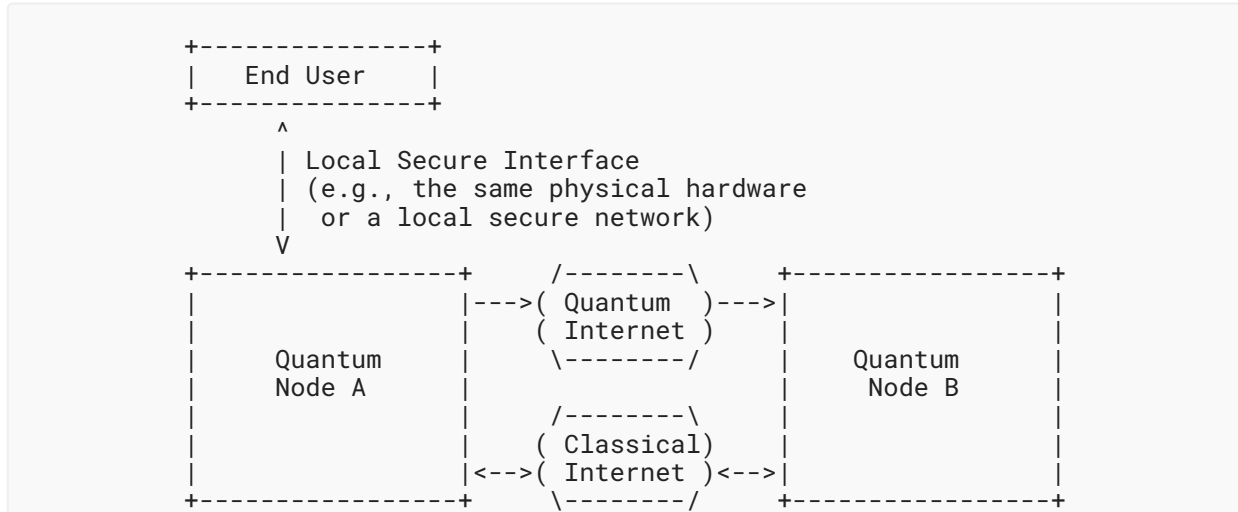 +---------------+
|   End User    |
+---------------+
      ^
      | Local Secure Interface
      | (e.g., the same physical hardware
      |  or a local secure network)
      V
+-----------------+     /--------\     +-----------------+
|                 |--->( Quantum  )--->|                 |
|                 |    ( Internet )    |                 |
|     Quantum     |     \--------/     |    Quantum      |
|     Node A      |                    |     Node B      |
|                 |     /--------\     |                 |
|                 |    ( Classical)    |                 |
|                 |<-->( Internet )<-->|                 |
+-----------------+     \--------/     +-----------------+